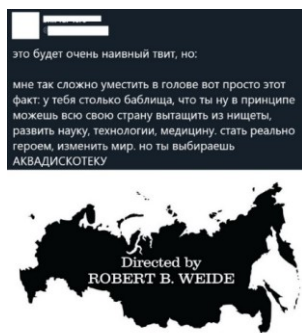 это будет очень наивный твит, но:
мне так сложно уместить в голове вот просто этот
факт: у тебя столько баблища, что ты ну в принципе
можешь всю свою страну вытащить из нищеты,
развить науку, технологии, медицину. стать реально
героем, изменить мир. но ты выбираешь
АКВАДИСКОТЕКУ
Directed by
ROBERT B. WEIDE